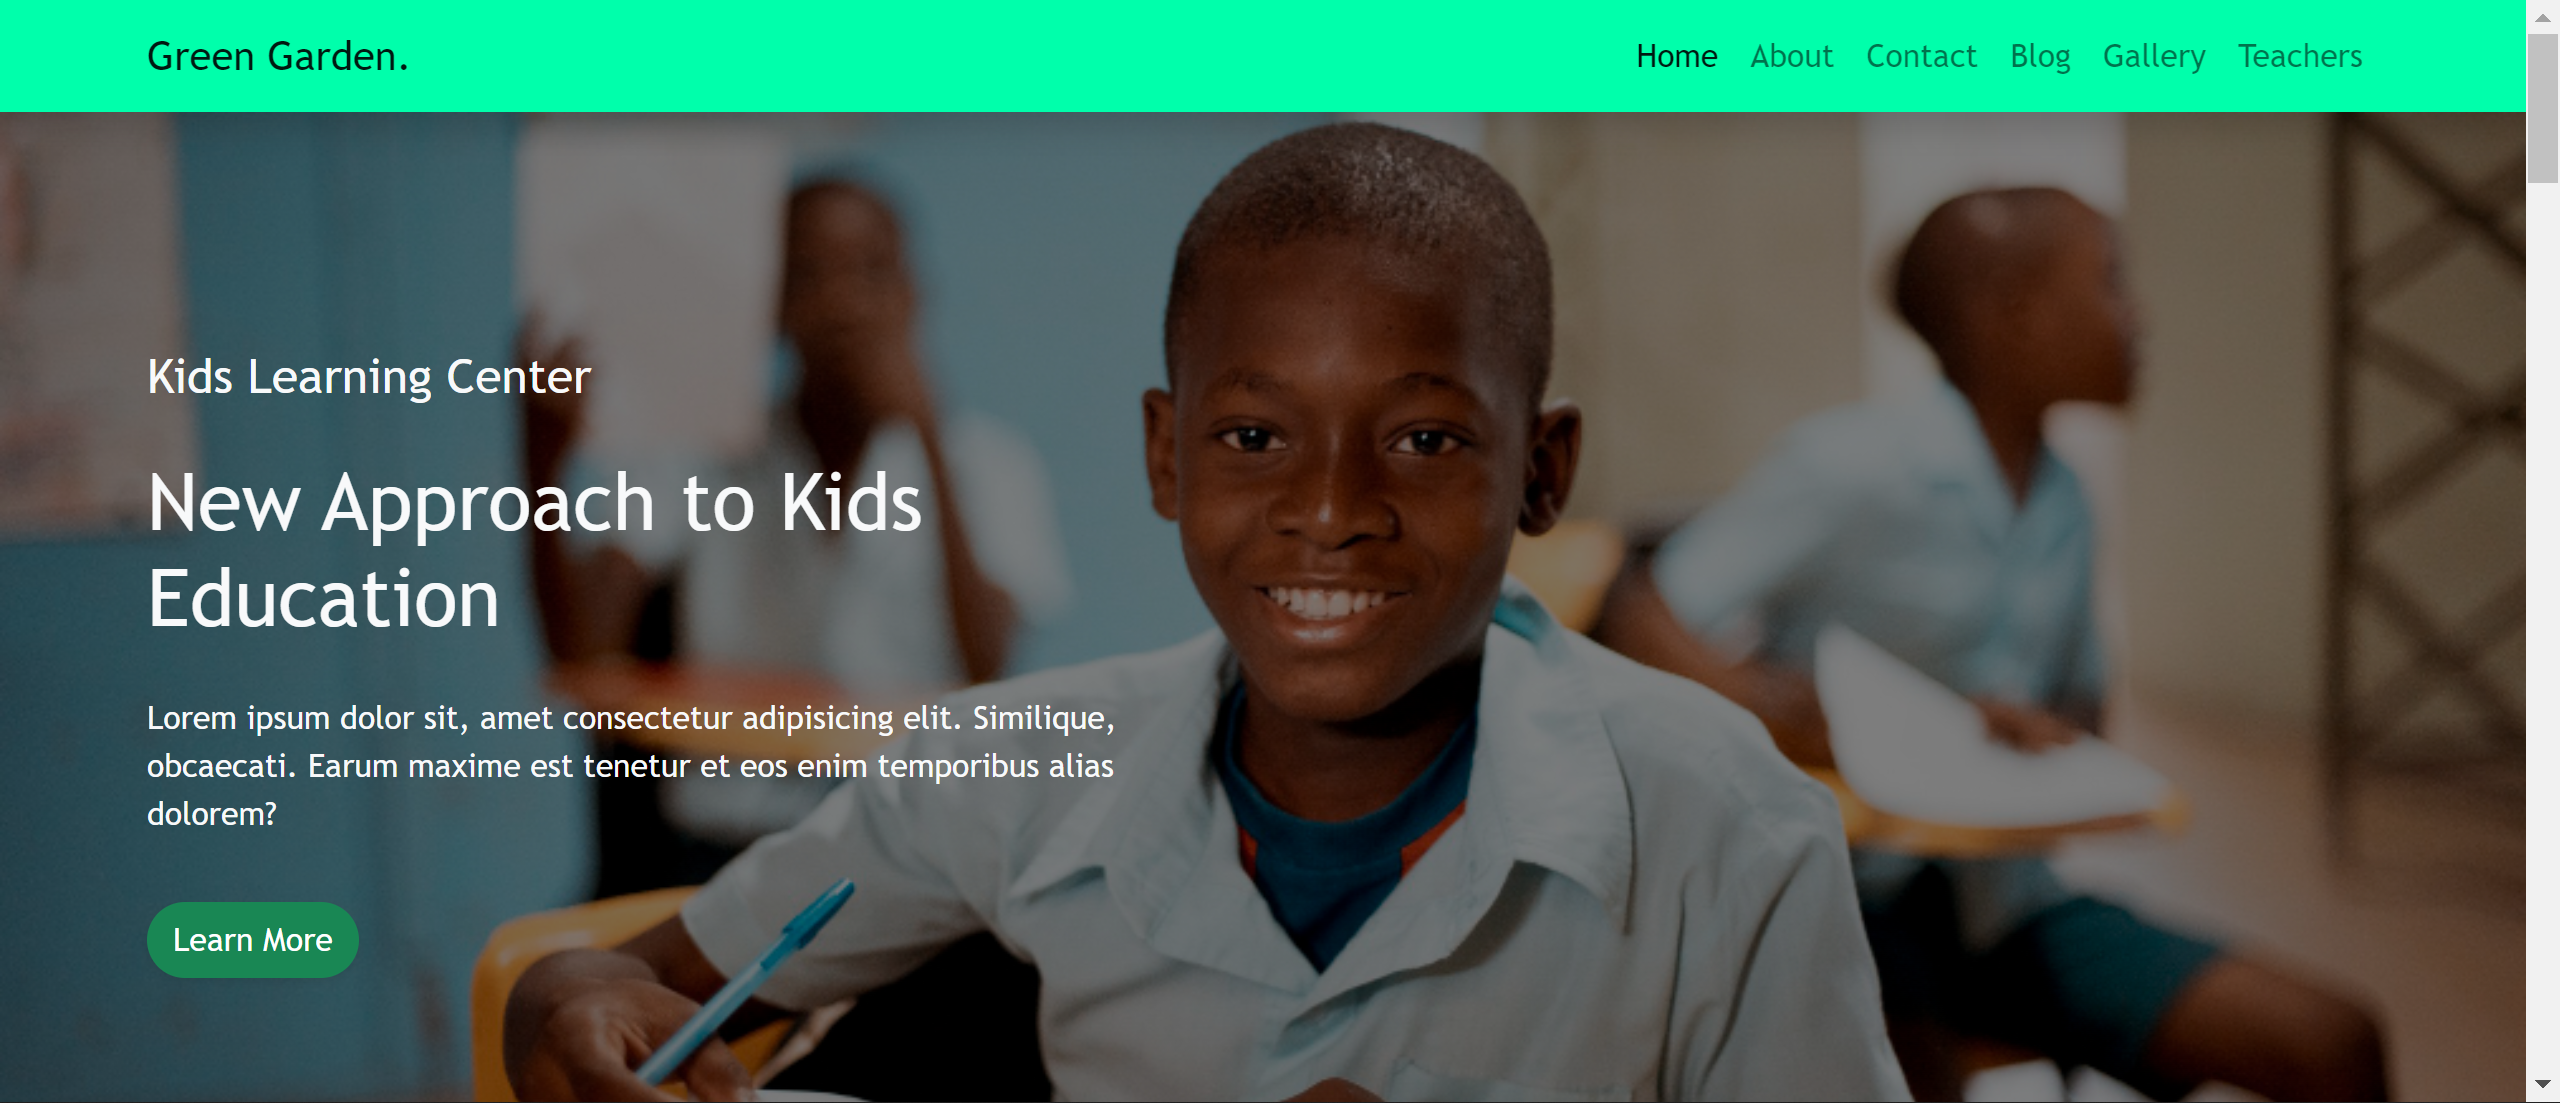 Green Garden.
Home About Contact Blog Gallery Teachers
Kids Learning Center
New Approach to Kids
Education
Lorem ipsum dolor sit, amet consectetur adipisicing elit. Similique,
obcaecati. Earum maxime est tenetur et eos enim temporibus alias
dolorem?
Learn More